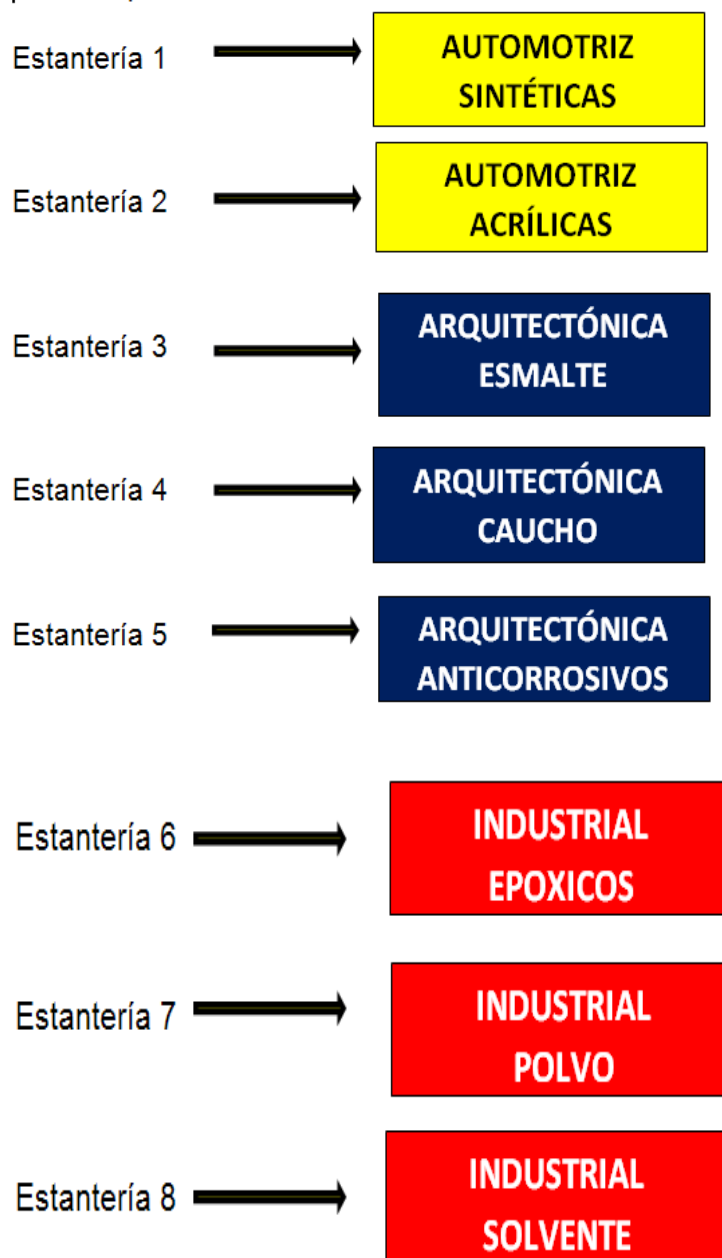 Estantería 1
AUTOMOTRIZ
SINTÉTICAS
Estantería 2
AUTOMOTRIZ
ACRÍLICAS
Estantería 3
ARQUITECTÓNICA
ESMALTE
Estantería 4
ARQUITECTÓNICA
CAUCHO
Estantería 5
ARQUITECTÓNICA
ANTICORROSIVOS
Estantería 6
INDUSTRIAL
EPOXICOS
Estantería 7
INDUSTRIAL
POLVO
Estantería 8
INDUSTRIAL
SOLVENTE